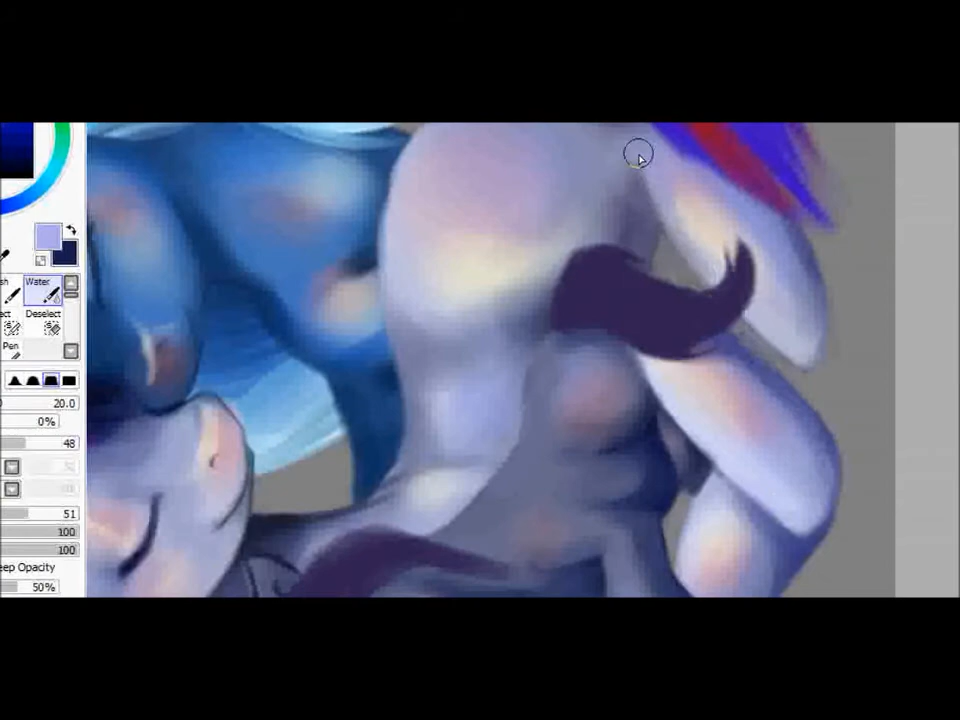 sh
Water
ect
Deselect
Pen
20.0
0%
48
51
100
100
eep Opacity
50%